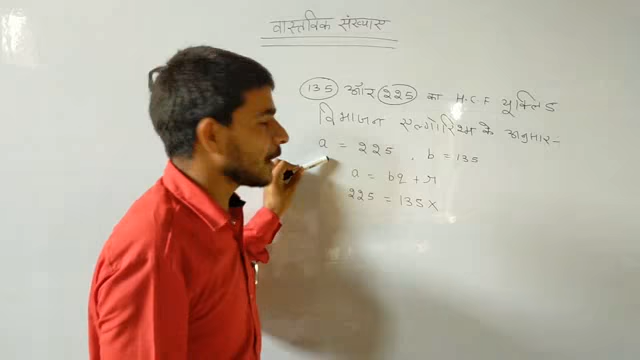 वास्तविक संख्याए
135 और 225 का H.C.F यूक्लिड
विभाजन एल्गोरिथ्म के अनुसार-
a = 225 , b = 135
a = bq + r
225 = 135 ×